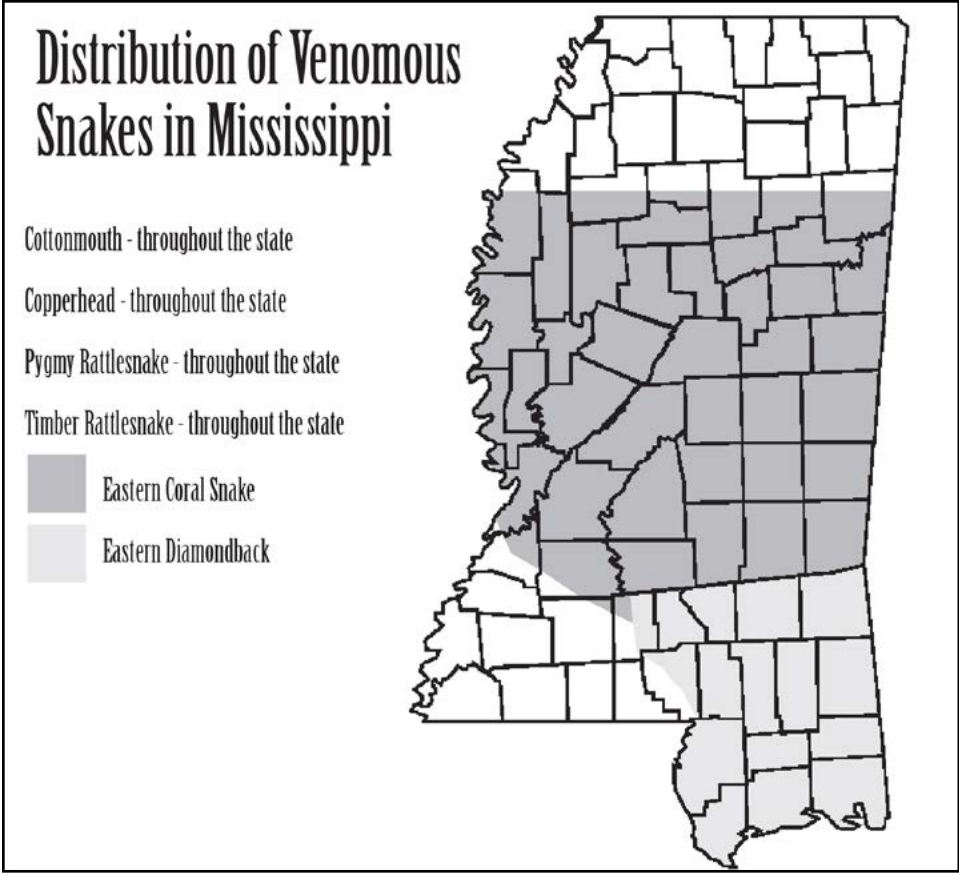 Distribution of Venomous
Snakes in Mississippi
Cottonmouth - throughout the state
Copperhead - throughout the state
Pygmy Rattlesnake - throughout the state
Timber Rattlesnake - throughout the state
Eastern Coral Snake
Eastern Diamondback